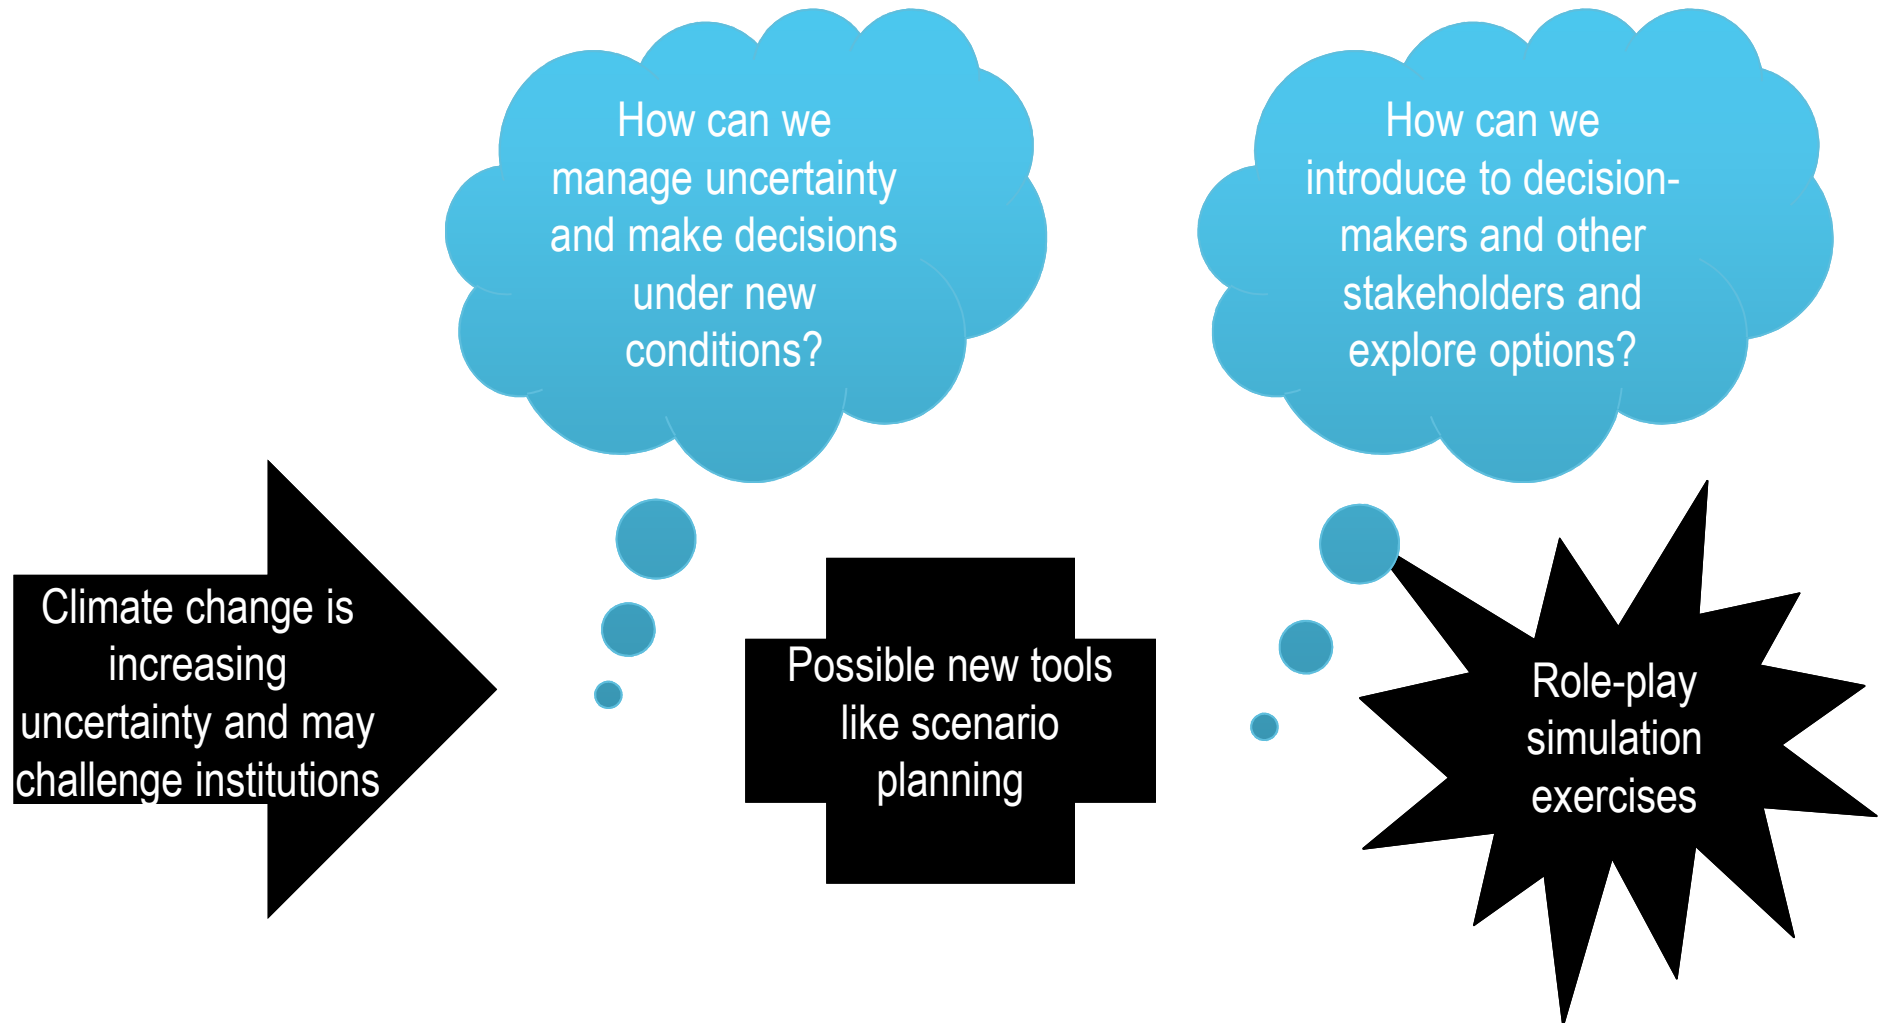 How can we
manage uncertainty
and make decisions
under new
conditions?
How can we
introduce to decision-
makers and other
stakeholders and
explore options?
Climate change is
increasing
uncertainty and may
challenge institutions
Possible new tools
like scenario
planning
Role-play
simulation
exercises